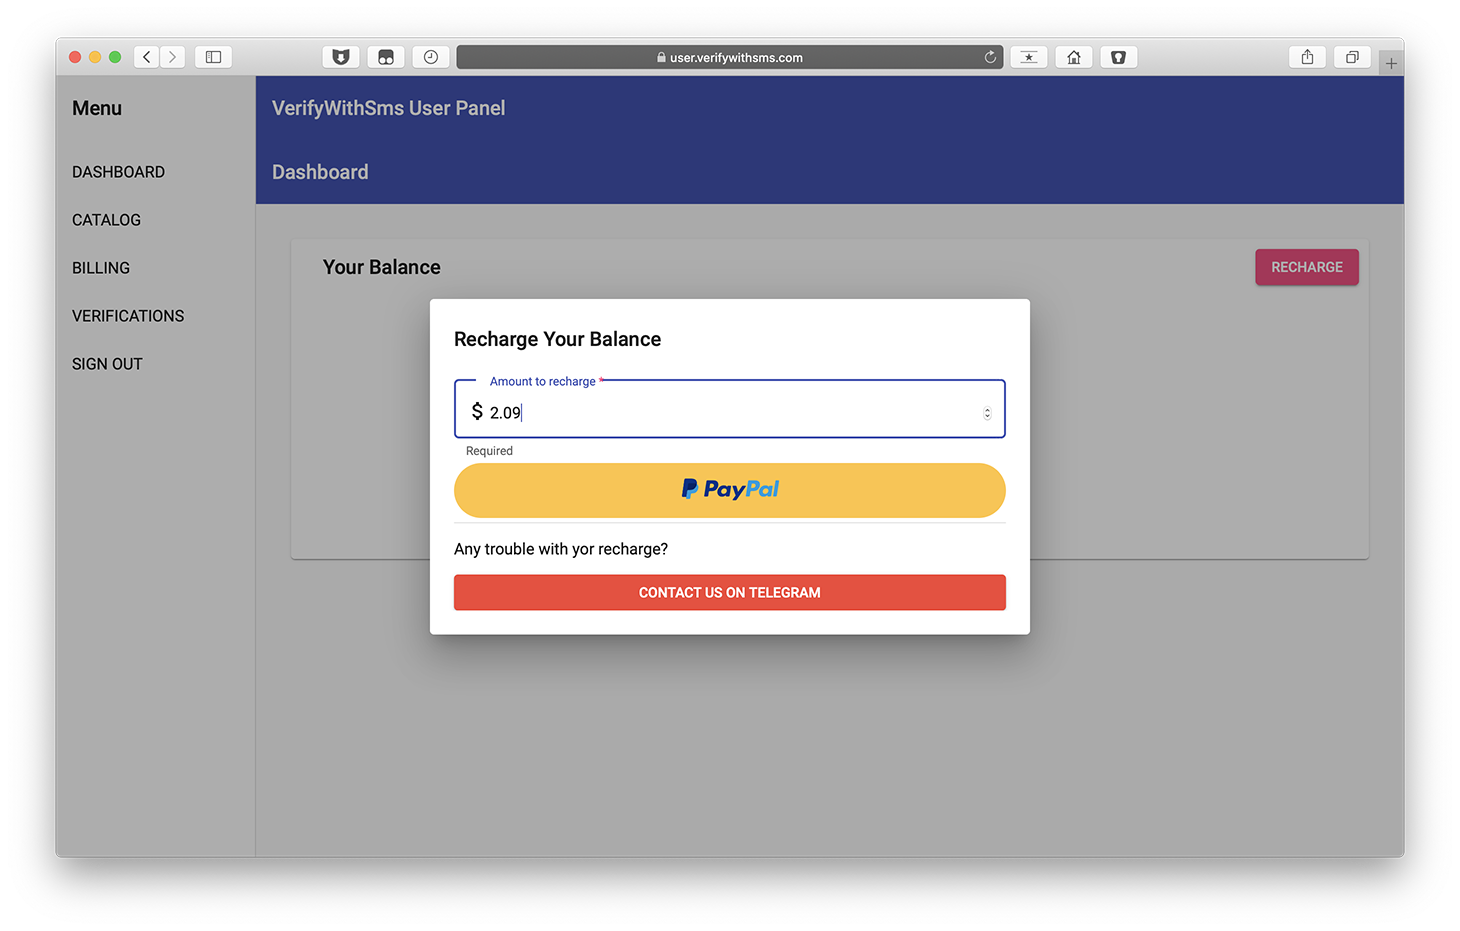 user.verifywithsms.com
Menu
VerifyWithSms User Panel
DASHBOARD
Dashboard
CATALOG
BILLING
VERIFICATIONS
SIGN OUT
Your Balance
RECHARGE
Recharge Your Balance
Amount to recharge *
$ 2.09
Required
PayPal
Any trouble with yor recharge?
CONTACT US ON TELEGRAM